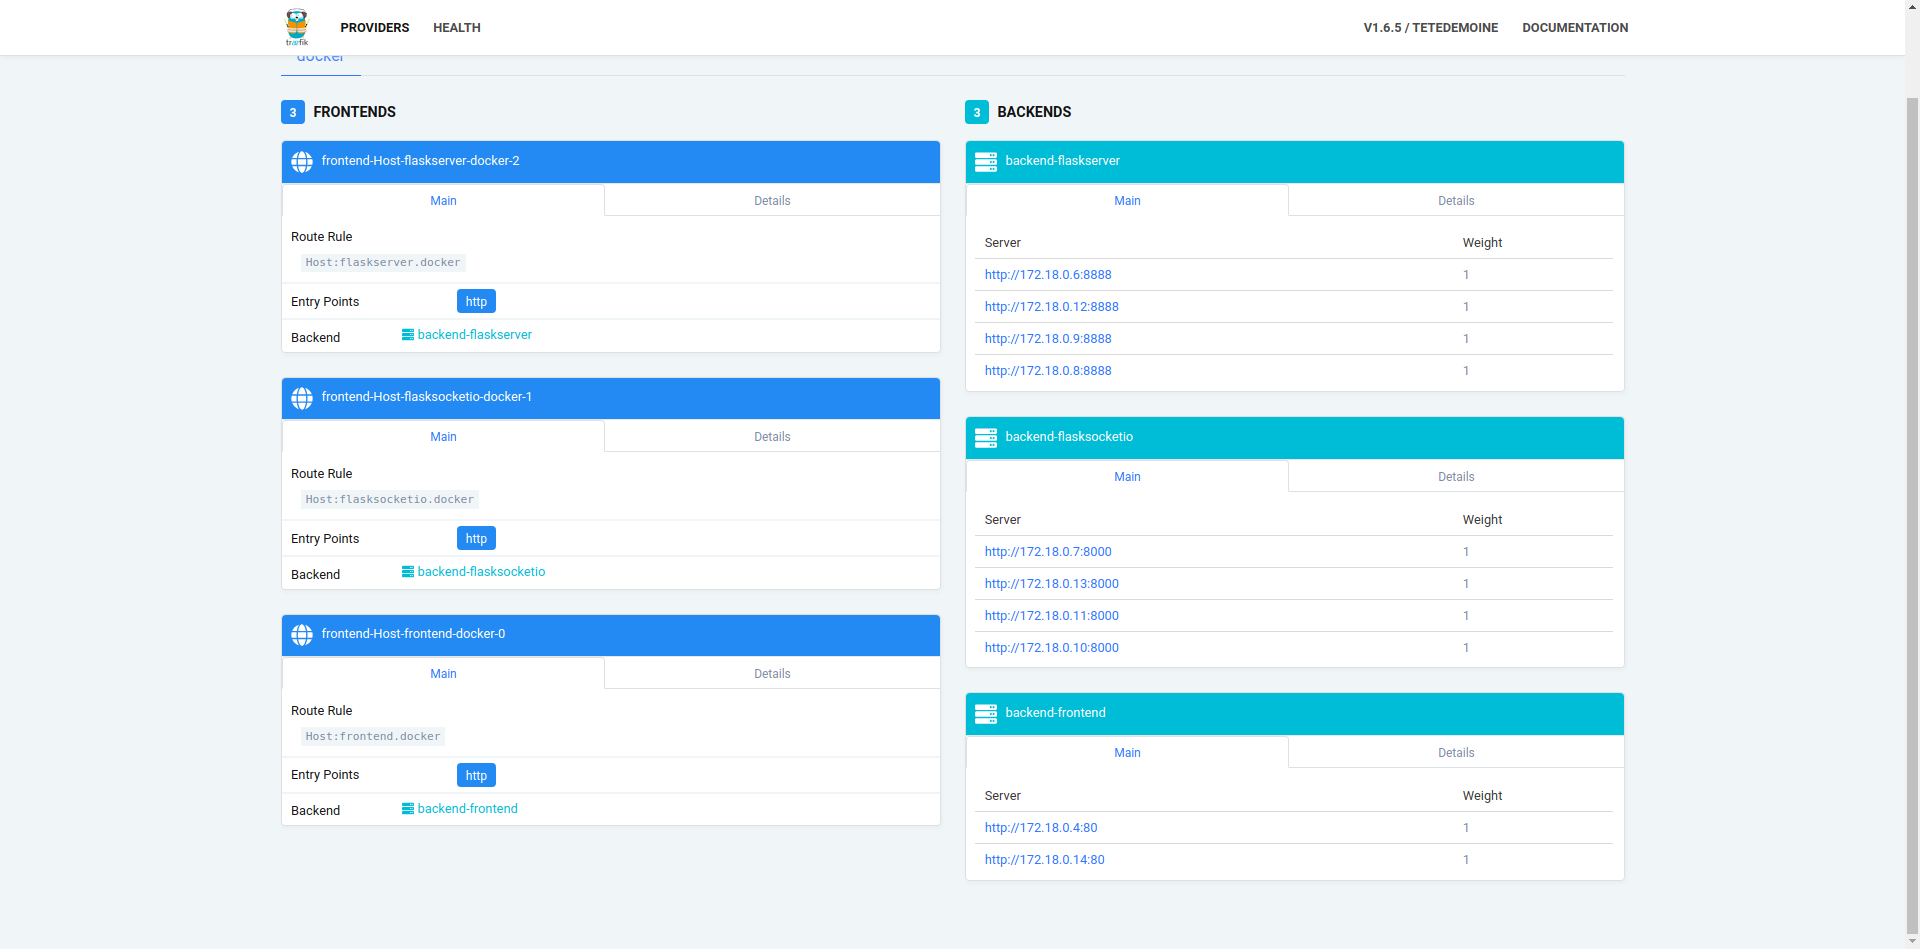 træfik
PROVIDERS
HEALTH
V1.6.5 / TETEDEMOINE
DOCUMENTATION
docker
3 FRONTENDS
frontend-Host-flaskserver-docker-2
Main
Details
Route Rule
Host:flaskserver.docker
Entry Points http
Backend backend-flaskserver
frontend-Host-flasksocketio-docker-1
Main
Details
Route Rule
Host:flasksocketio.docker
Entry Points http
Backend backend-flasksocketio
frontend-Host-frontend-docker-0
Main
Details
Route Rule
Host:frontend.docker
Entry Points http
Backend backend-frontend
3 BACKENDS
backend-flaskserver
Main
Details
Server Weight
http://172.18.0.6:8888 1
http://172.18.0.12:8888 1
http://172.18.0.9:8888 1
http://172.18.0.8:8888 1
backend-flasksocketio
Main
Details
Server Weight
http://172.18.0.7:8000 1
http://172.18.0.13:8000 1
http://172.18.0.11:8000 1
http://172.18.0.10:8000 1
backend-frontend
Main
Details
Server Weight
http://172.18.0.4:80 1
http://172.18.0.14:80 1